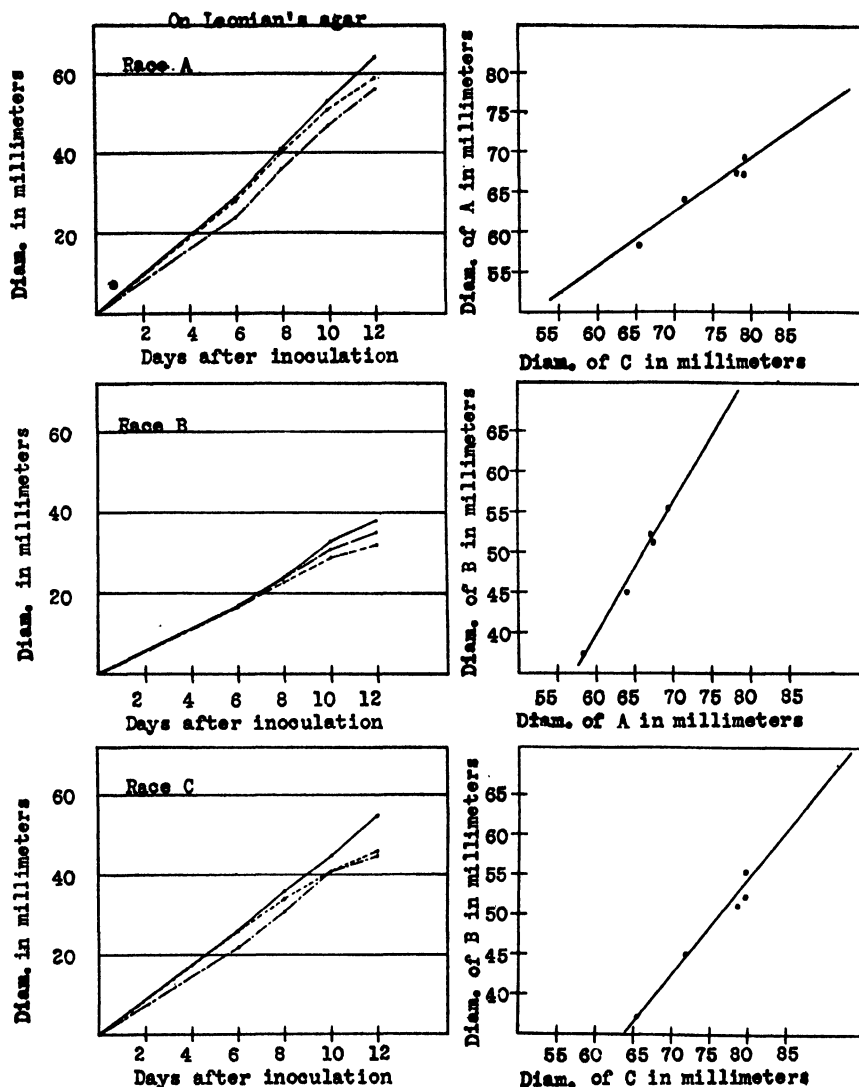 On Leonian's agar
Race A
Diam. in millimeters
60
40
20
2 4 6 8 10 12
Days after inoculation
Diam. of A in millimeters
80
75
70
65
60
55
55 60 65 70 75 80 85
Diam. of C in millimeters
Race B
Diam. in millimeters
60
40
20
2 4 6 8 10 12
Days after inoculation
Diam. of B in millimeters
65
60
55
50
45
40
55 60 65 70 75 80 85
Diam. of A in millimeters
Race C
Diam. in millimeters
60
40
20
2 4 6 8 10 12
Days after inoculation
Diam. of B in millimeters
65
60
55
50
45
40
55 60 65 70 75 80 85
Diam. of C in millimeters